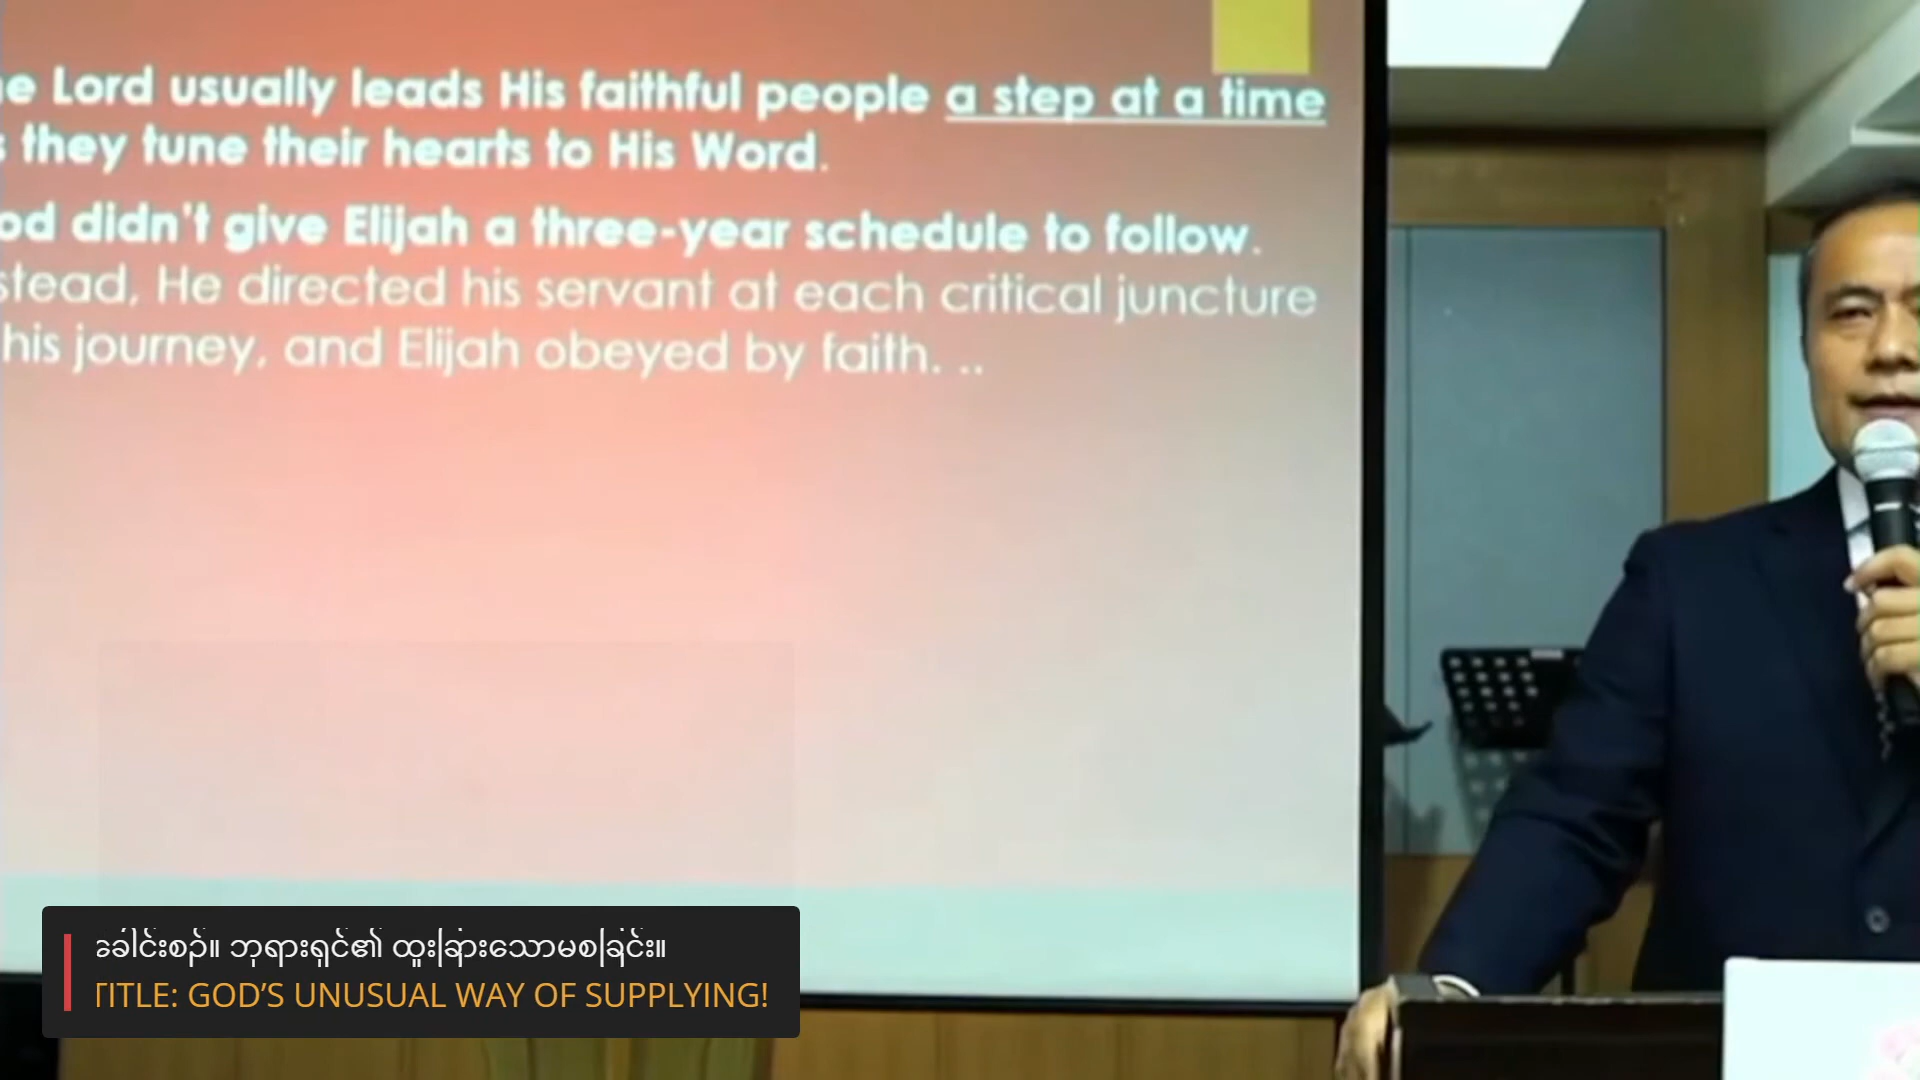 Lord usually leads His faithful people a step at a time
they tune their hearts to His Word.
didn't give Elijah a three-year schedule to follow.
He directed his servant at each critical juncture
his journey, and Elijah obeyed by faith. ..
ခေါင်းစဉ်။ ဘုရားရှင်၏ ထူးခြားသောမစခြင်း။
TITLE: GOD'S UNUSUAL WAY OF SUPPLYING!